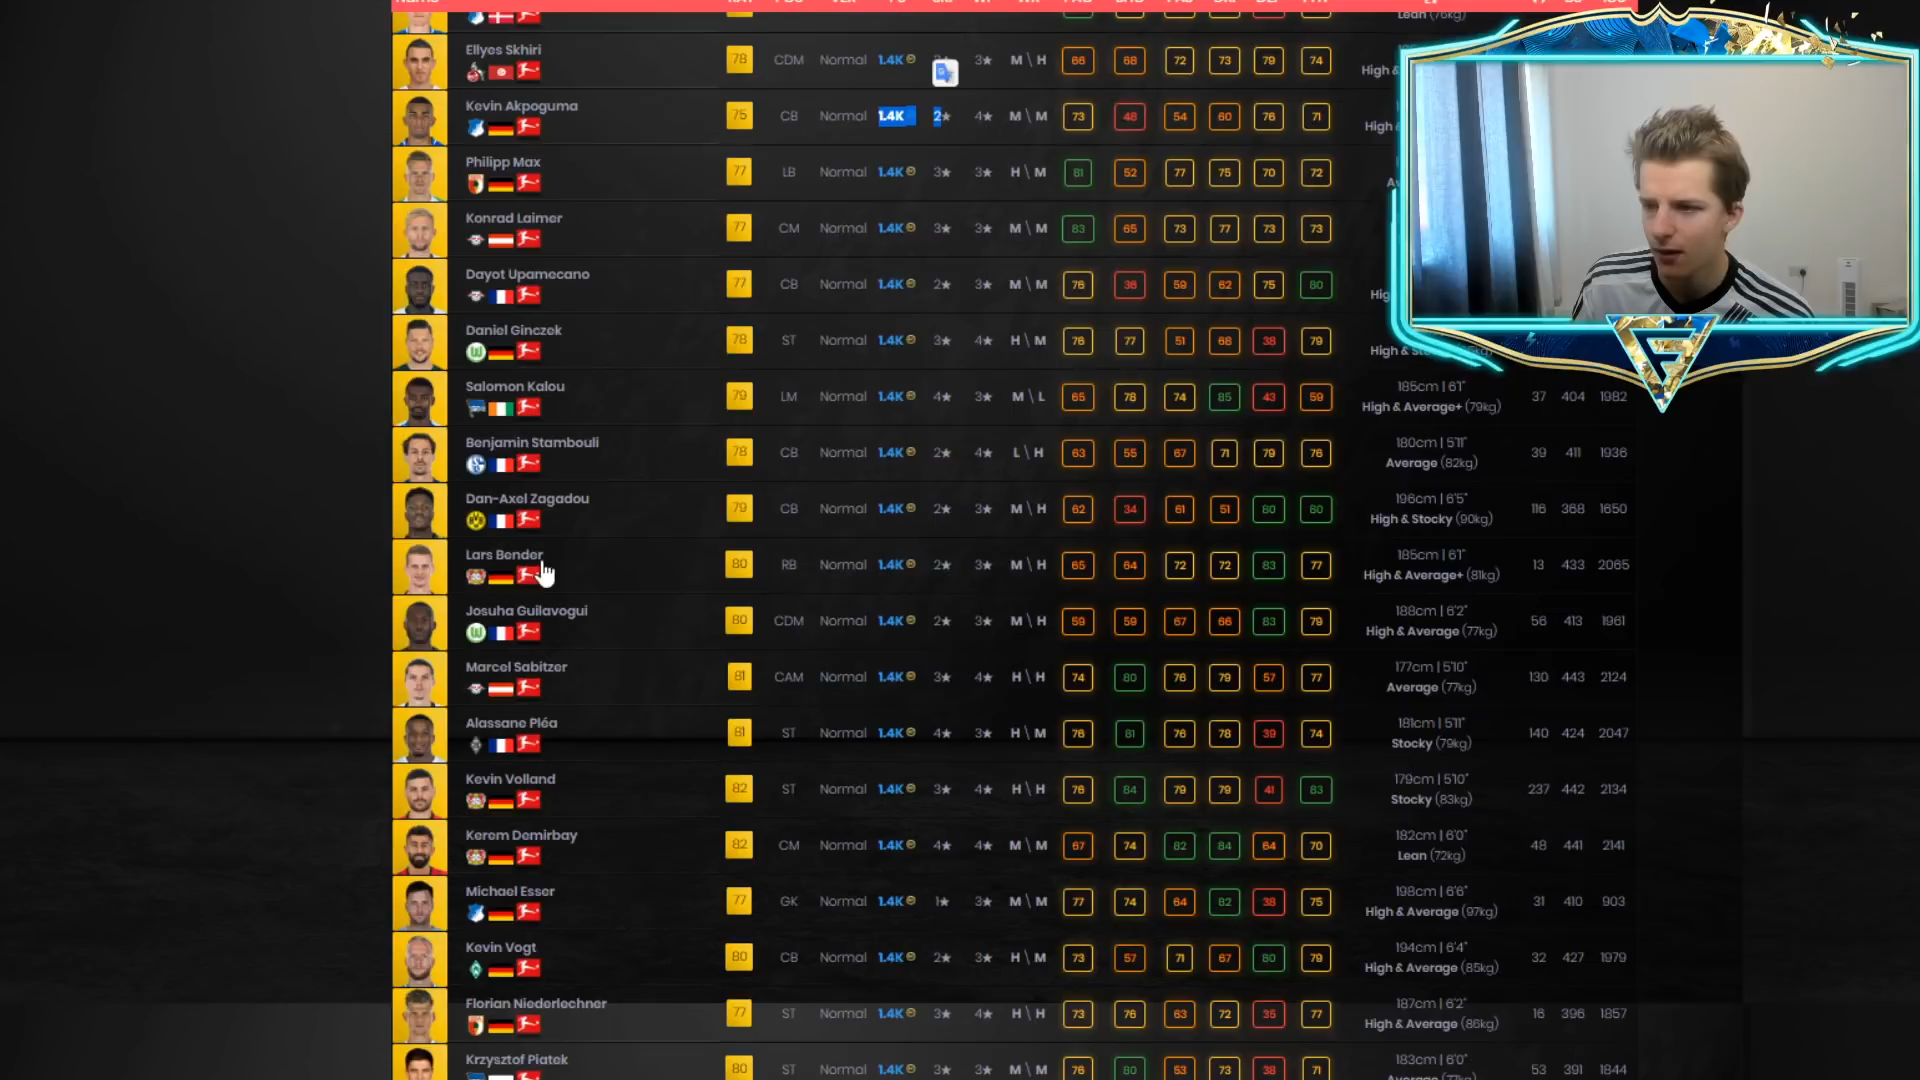 Ellyes Skhiri 78 CDM Normal 1.4K 3★ M \ H 66 68 72 73 79 74
High &
Kevin Akpoguma 75 CB Normal 1.4K 2★ 4★ M \ M 73 48 54 60 76 71
High
Philipp Max 77 LB Normal 1.4K 3★ 3★ H \ M 81 52 77 75 70 72
Konrad Laimer 77 CM Normal 1.4K 3★ 3★ M \ M 83 65 73 77 73 73
Dayot Upamecano 77 CB Normal 1.4K 2★ 3★ M \ M 76 36 59 62 75 80
Daniel Ginczek 78 ST Normal 1.4K 3★ 4★ H \ M 76 77 51 68 38 79
Salomon Kalou 79 LM Normal 1.4K 4★ 3★ M \ L 65 78 74 85 43 59 185cm | 6'1" 37 404 1982
High & Average+ (79kg)
Benjamin Stambouli 78 CB Normal 1.4K 2★ 4★ L \ H 63 55 67 71 79 76 180cm | 5'11" 39 411 1936
Average (82kg)
Dan-Axel Zagadou 79 CB Normal 1.4K 2★ 3★ M \ H 62 34 61 51 80 80 196cm | 6'5" 116 368 1650
High & Stocky (90kg)
Lars Bender 80 RB Normal 1.4K 2★ 3★ M \ H 65 64 72 72 83 77 185cm | 6'1" 13 433 2065
High & Average+ (81kg)
Josuha Guilavogui 80 CDM Normal 1.4K 2★ 3★ M \ H 59 59 67 66 83 79 188cm | 6'2" 56 413 1961
High & Average (77kg)
Marcel Sabitzer 81 CAM Normal 1.4K 3★ 4★ H \ H 74 80 76 79 57 77 177cm | 5'10" 130 443 2124
Average (77kg)
Alassane Pléa 81 ST Normal 1.4K 4★ 3★ H \ M 76 81 76 78 39 74 181cm | 5'11" 140 424 2047
Stocky (79kg)
Kevin Volland 82 ST Normal 1.4K 3★ 4★ H \ H 76 84 79 79 41 83 179cm | 5'10" 237 442 2134
Stocky (83kg)
Kerem Demirbay 82 CM Normal 1.4K 4★ 4★ M \ M 67 74 82 84 64 70 182cm | 6'0" 48 441 2141
Lean (72kg)
Michael Esser 77 GK Normal 1.4K 1★ 3★ M \ M 77 74 64 82 38 75 198cm | 6'6" 31 410 903
High & Average (97kg)
Kevin Vogt 80 CB Normal 1.4K 2★ 3★ H \ M 73 57 71 67 80 79 194cm | 6'4" 32 427 1979
High & Average (85kg)
Florian Niederlechner 77 ST Normal 1.4K 3★ 4★ H \ H 73 76 63 72 35 77 187cm | 6'2" 16 396 1857
High & Average (86kg)
Krzysztof Piatek 80 ST Normal 1.4K 3★ 3★ M \ M 76 80 53 73 38 71 183cm | 6'0" 53 391 1844